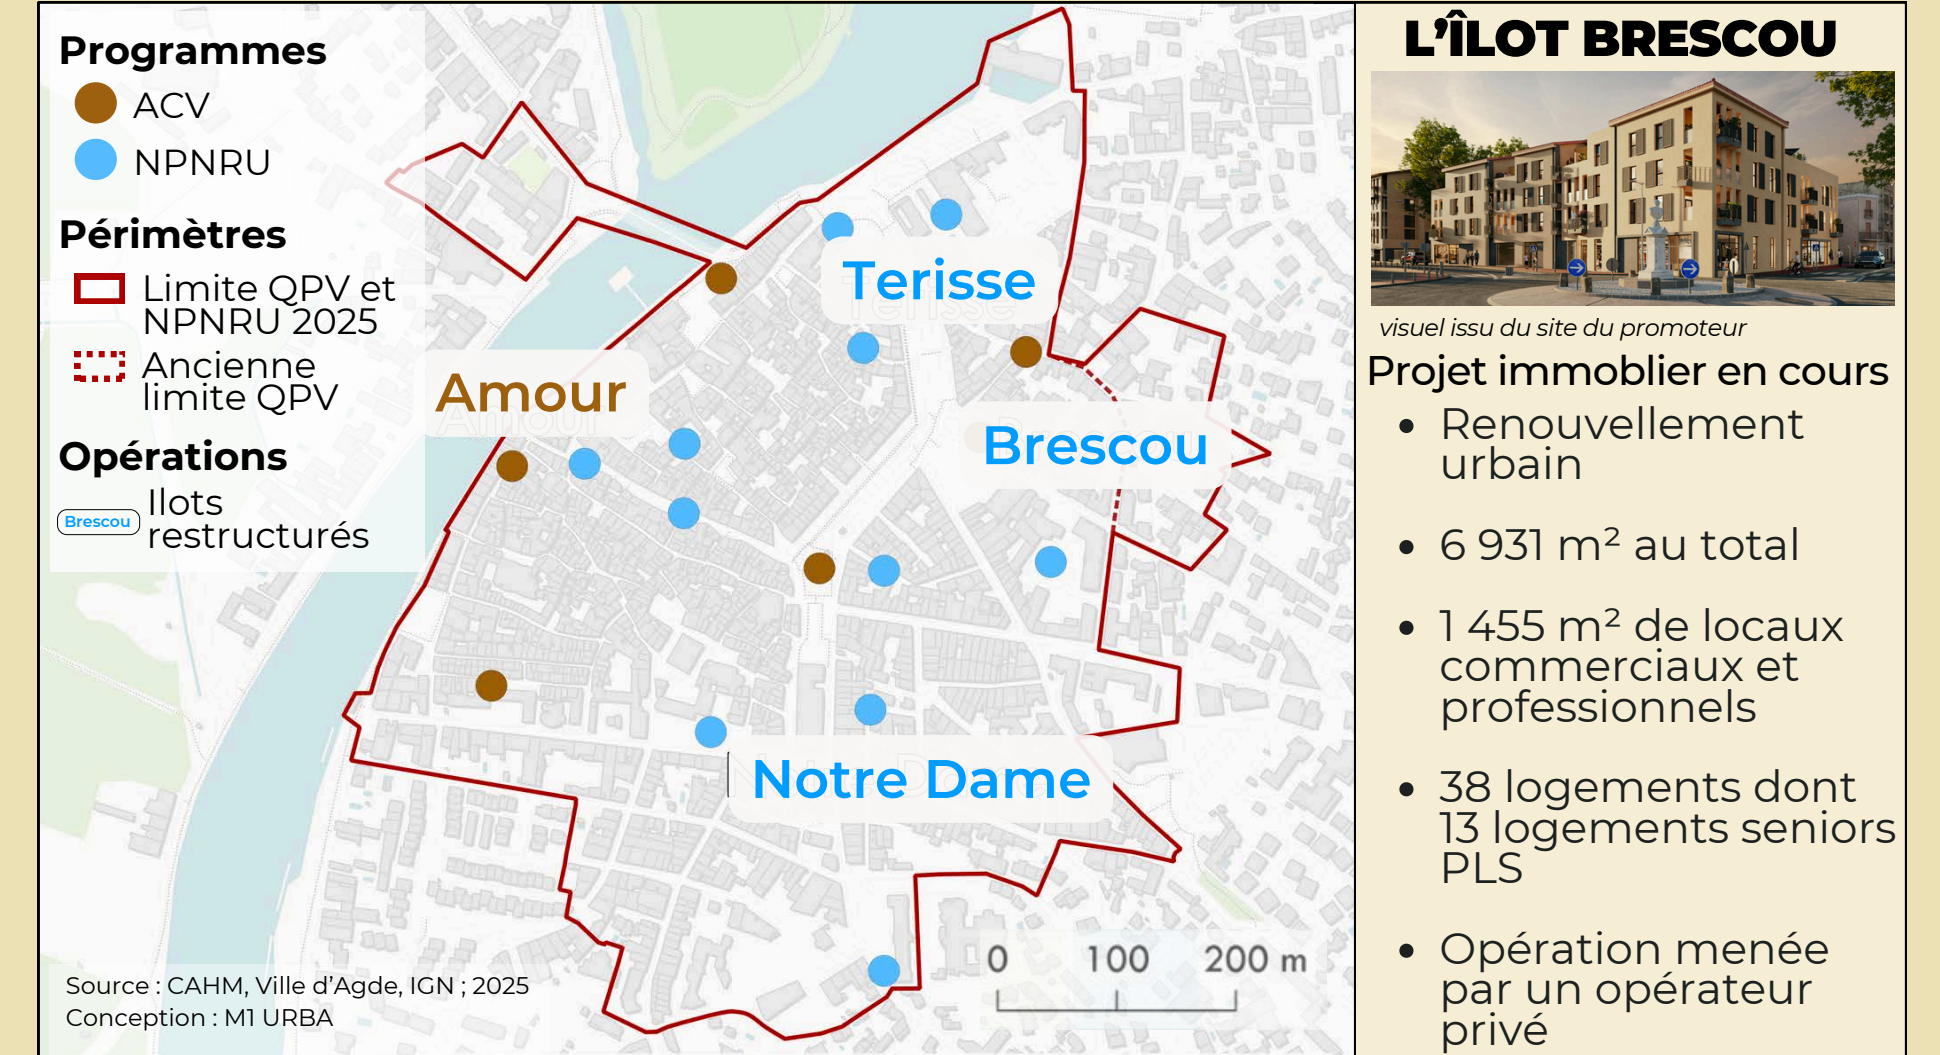 Programmes
ACV
NPNRU
Périmètres
Limite QPV et
NPNRU 2025
Ancienne
limite QPV
Opérations
Brescou
Ilots
restructurés
Terisse
Amour
Brescou
Notre Dame
0 100 200 m
Source : CAHM, Ville d'Agde, IGN ; 2025
Conception : M1 URBA
L'ÎLOT BRESCOU
visuel issu du site du promoteur
Projet immoblier en cours
• Renouvellement
urbain
• 6 931 m² au total
• 1 455 m² de locaux
commerciaux et
professionnels
• 38 logements dont
13 logements seniors
PLS
• Opération menée
par un opérateur
privé